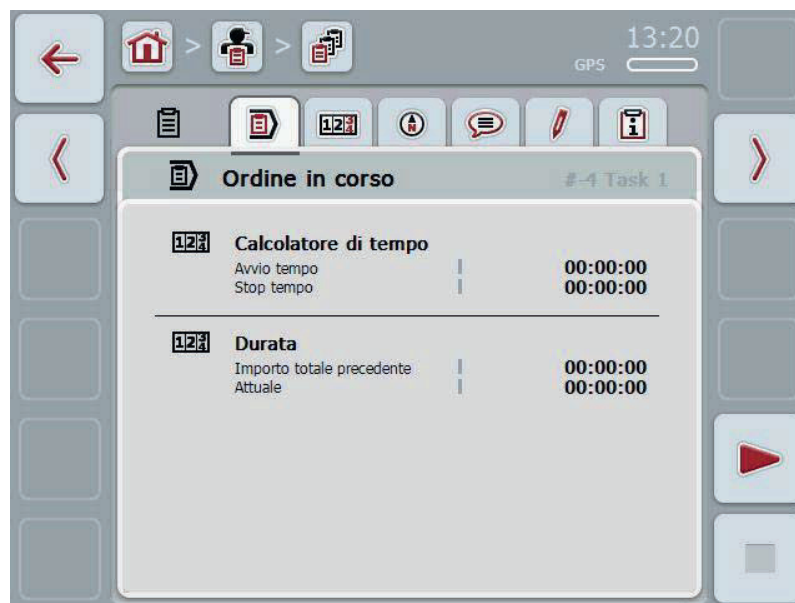 13:20
GPS
Ordine in corso #-4 Task 1
Calcolatore di tempo
Avvio tempo 00:00:00
Stop tempo 00:00:00
Durata
Importo totale precedente 00:00:00
Attuale 00:00:00